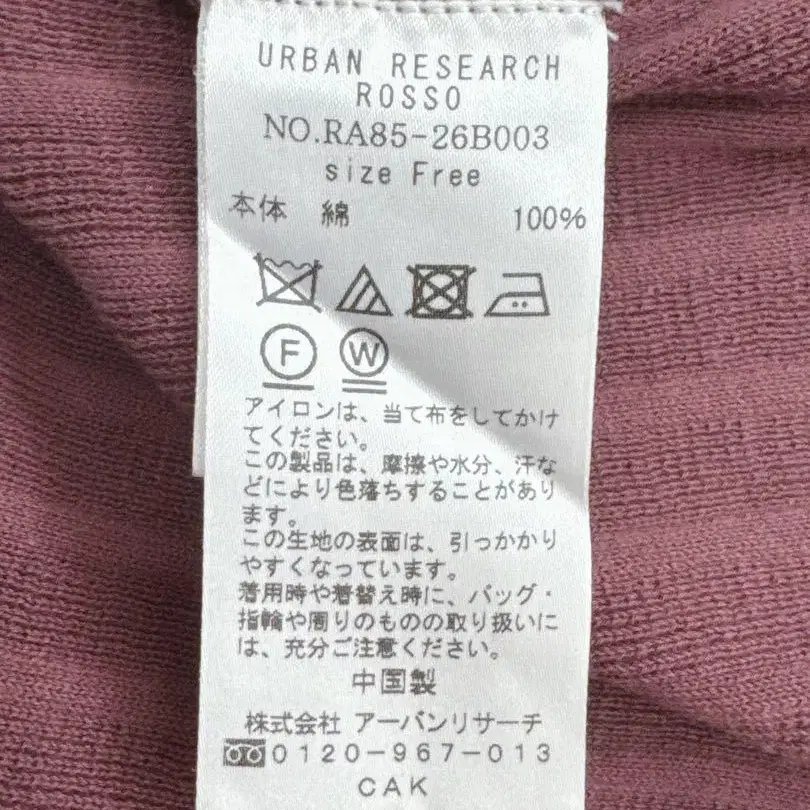 URBAN RESEARCH
ROSSO
NO.RA85-26B003
size Free
本体 綿 100%
F W
アイロンは、当て布をしてかけ
てください。
この製品は、摩擦や水分、汗な
どにより色落ちすることがあり
ます。
この生地の表面は、引っかかり
やすくなっています。
着用時や着替え時に、バッグ・
指輪や周りのものの取り扱いに
は、充分ご注意ください。
中国製
株式会社 アーバンリサーチ
0120-967-013
CAK